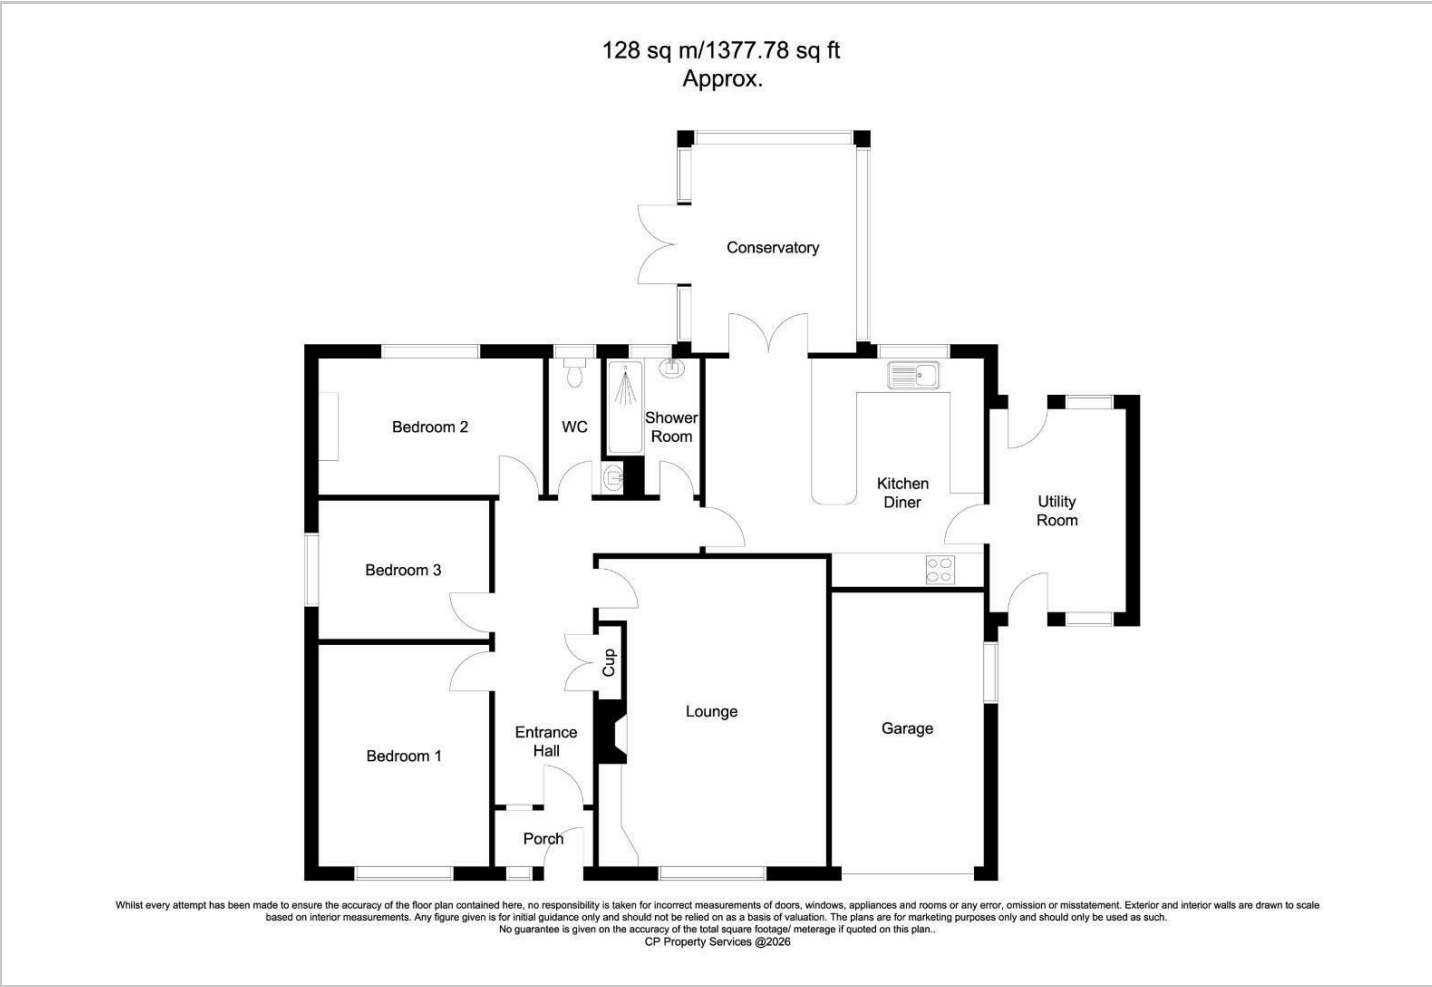 128 sq m/1377.78 sq ft
Approx.
Conservatory
Bedroom 2
WC
Shower
Room
Kitchen
Diner
Utility
Room
Bedroom 3
Cup
Lounge
Garage
Entrance
Hall
Bedroom 1
Porch
Whilst every attempt has been made to ensure the accuracy of the floor plan contained here, no responsibility is taken for incorrect measurements of doors, windows, appliances and rooms or any error, omission or misstatement. Exterior and interior walls are drawn to scale
based on interior measurements. Any figure given is for initial guidance only and should not be relied on as a basis of valuation. The plans are for marketing purposes only and should only be used as such.
No guarantee is given on the accuracy of the total square footage/ meterage if quoted on this plan..
CP Property Services @2026